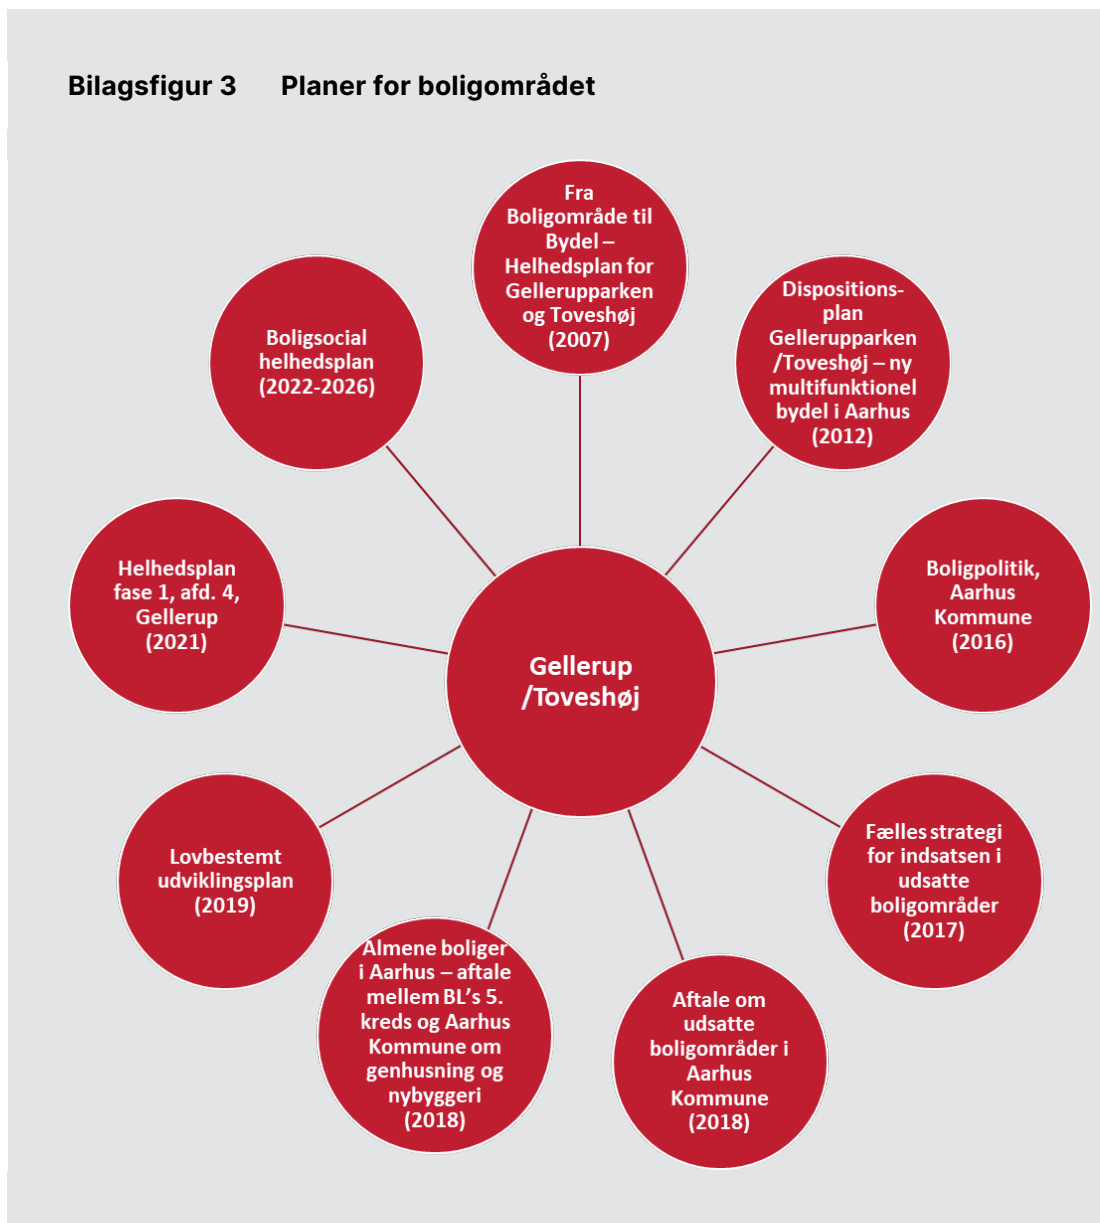 Bilagsfigur 3 Planer for boligområdet
Fra
Boligområde til
Bydel –
Helhedsplan for
Gellerupparken
og Toveshøj
(2007)
Dispositions-
plan
Gellerupparken
/Toveshøj – ny
multifunktionel
bydel i Aarhus
(2012)
Boligpolitik,
Aarhus
Kommune
(2016)
Fælles strategi
for indsatsen i
udsatte
boligområder
(2017)
Aftale om
udsatte
boligområder i
Aarhus
Kommune
(2018)
Almene boliger
i Aarhus – aftale
mellem BL's 5.
kreds og Aarhus
Kommune om
genhusning og
nybyggeri
(2018)
Lovbestemt
udviklingsplan
(2019)
Helhedsplan
fase 1, afd. 4,
Gellerup
(2021)
Boligsocial
helhedsplan
(2022-2026)
Gellerup
/Toveshøj